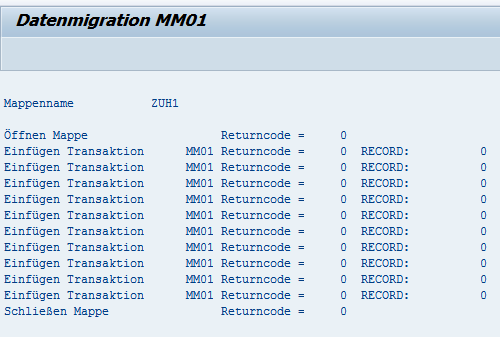 Datenmigration MM01
Mappenname ZUH1
Öffnen Mappe Returncode = 0
Einfügen Transaktion MM01 Returncode = 0 RECORD: 0
Einfügen Transaktion MM01 Returncode = 0 RECORD: 0
Einfügen Transaktion MM01 Returncode = 0 RECORD: 0
Einfügen Transaktion MM01 Returncode = 0 RECORD: 0
Einfügen Transaktion MM01 Returncode = 0 RECORD: 0
Einfügen Transaktion MM01 Returncode = 0 RECORD: 0
Einfügen Transaktion MM01 Returncode = 0 RECORD: 0
Einfügen Transaktion MM01 Returncode = 0 RECORD: 0
Einfügen Transaktion MM01 Returncode = 0 RECORD: 0
Einfügen Transaktion MM01 Returncode = 0 RECORD: 0
Schließen Mappe Returncode = 0